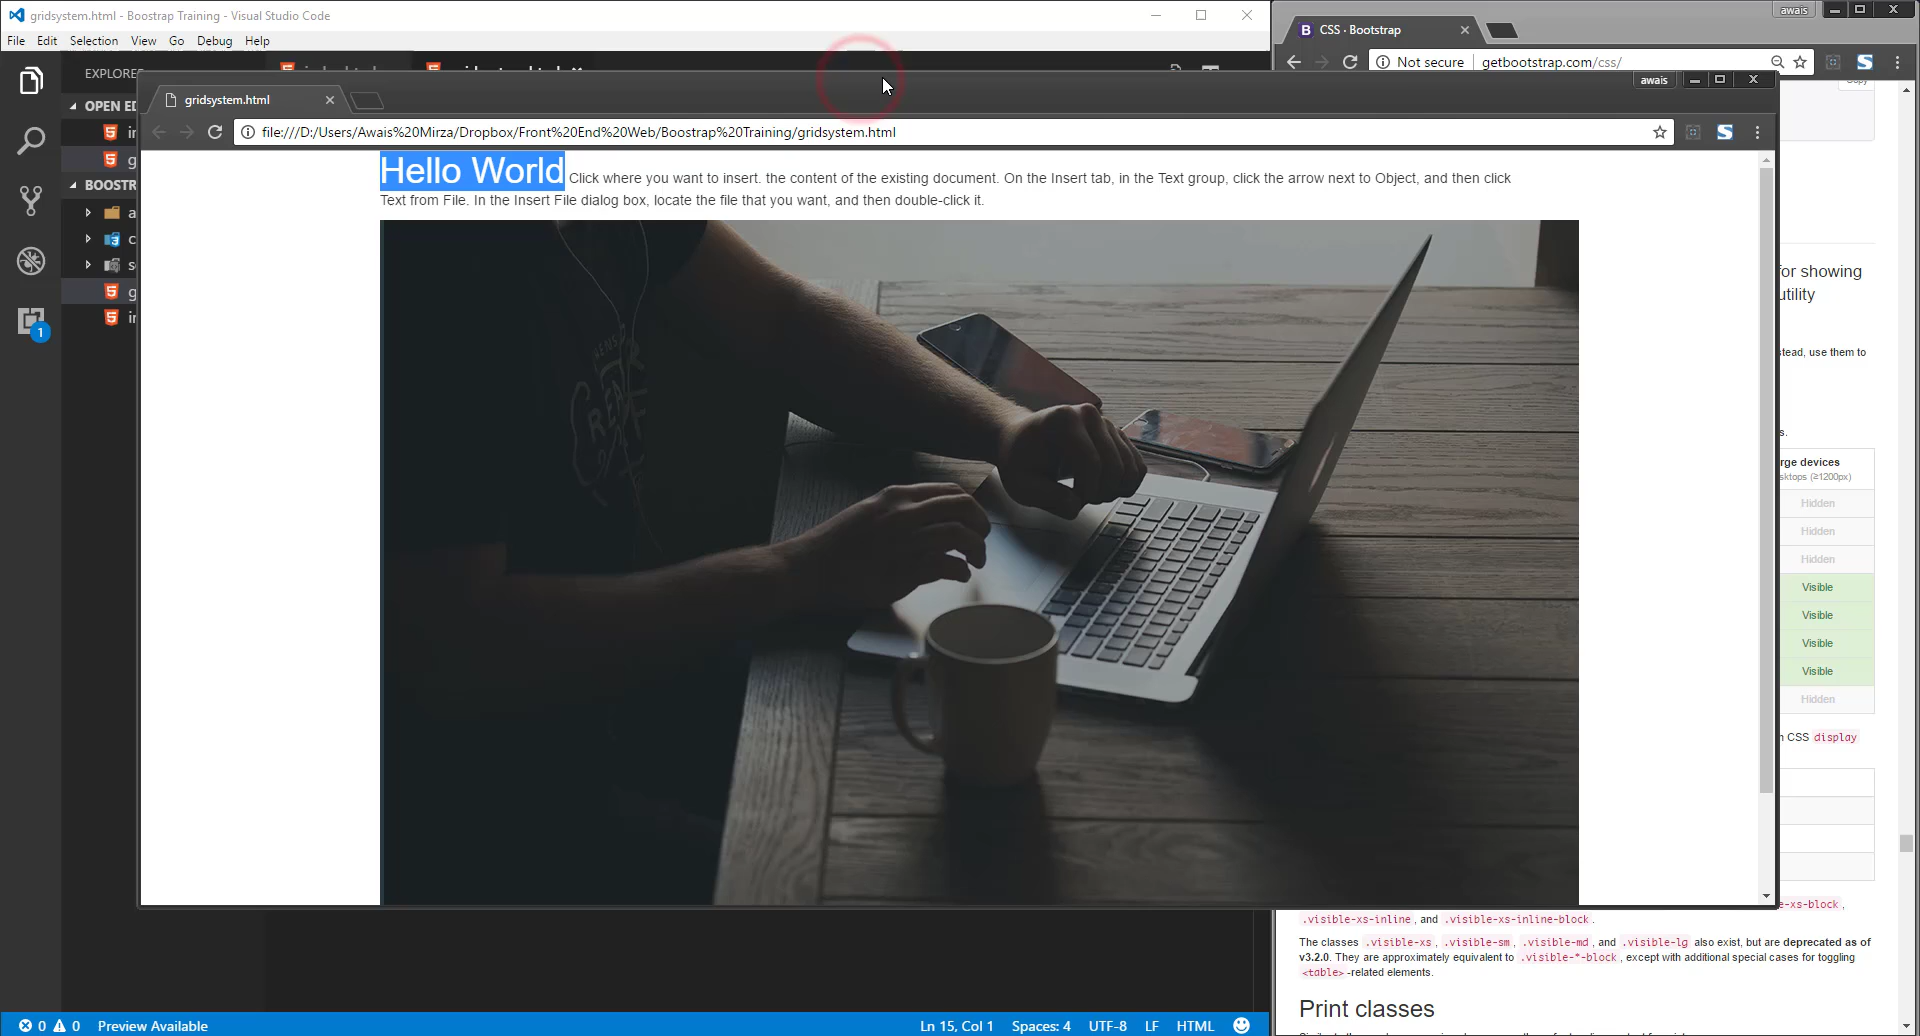 gridsystem.html - Boostrap Training - Visual Studio Code
File Edit Selection View Go Debug Help
EXPLORE
OPEN ED
BOOSTR
1
0 0 Preview Available
Ln 15, Col 1 Spaces: 4 UTF-8 LF HTML
awais
gridsystem.html
file:///D:/Users/Awais%20Mirza/Dropbox/Front%20End%20Web/Boostrap%20Training/gridsystem.html
Hello World Click where you want to insert. the content of the existing document. On the Insert tab, in the Text group, click the arrow next to Object, and then click
Text from File. In the Insert File dialog box, locate the file that you want, and then double-click it.
awais
CSS · Bootstrap
Not secure getbootstrap.com/css/
for showing
utility
stead, use them to
s.
rge devices
sktops (≥1200px)
Hidden
Hidden
Hidden
Visible
Visible
Visible
Visible
Hidden
n CSS display
e-xs-block ,
.visible-xs-inline , and .visible-xs-inline-block .
The classes .visible-xs , .visible-sm , .visible-md , and .visible-lg also exist, but are deprecated as of
v3.2.0. They are approximately equivalent to .visible-*-block , except with additional special cases for toggling
<table> -related elements.
Print classes